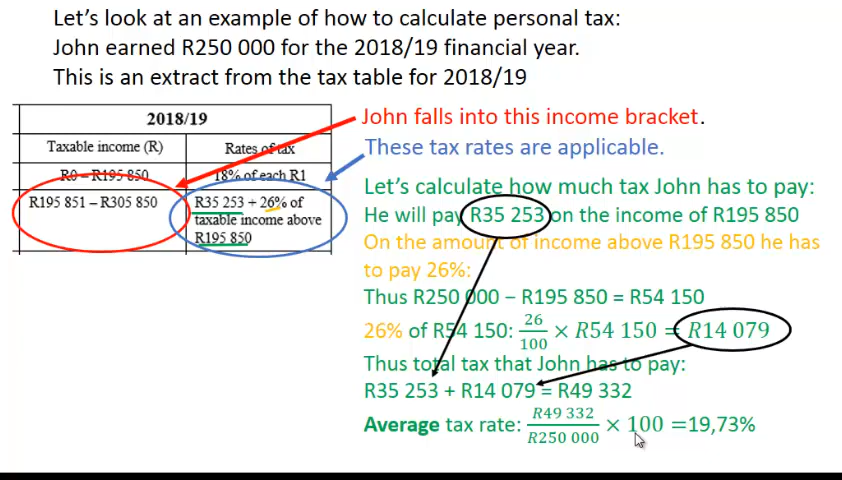 Let's look at an example of how to calculate personal tax:
John earned R250 000 for the 2018/19 financial year.
This is an extract from the tax table for 2018/19
2018/19
Taxable income (R) Rates of tax
R0 – R195 850 18% of each R1
R195 851 – R305 850 R35 253 + 26% of
taxable income above
R195 850
John falls into this income bracket.
These tax rates are applicable.
Let's calculate how much tax John has to pay:
He will pay R35 253 on the income of R195 850
On the amount of income above R195 850 he has
to pay 26%:
Thus R250 000 – R195 850 = R54 150
26% of R54 150: 26/100 × R54 150 = R14 079
Thus total tax that John has to pay:
R35 253 + R14 079 = R49 332
Average tax rate: R49 332/R250 000 × 100 =19,73%